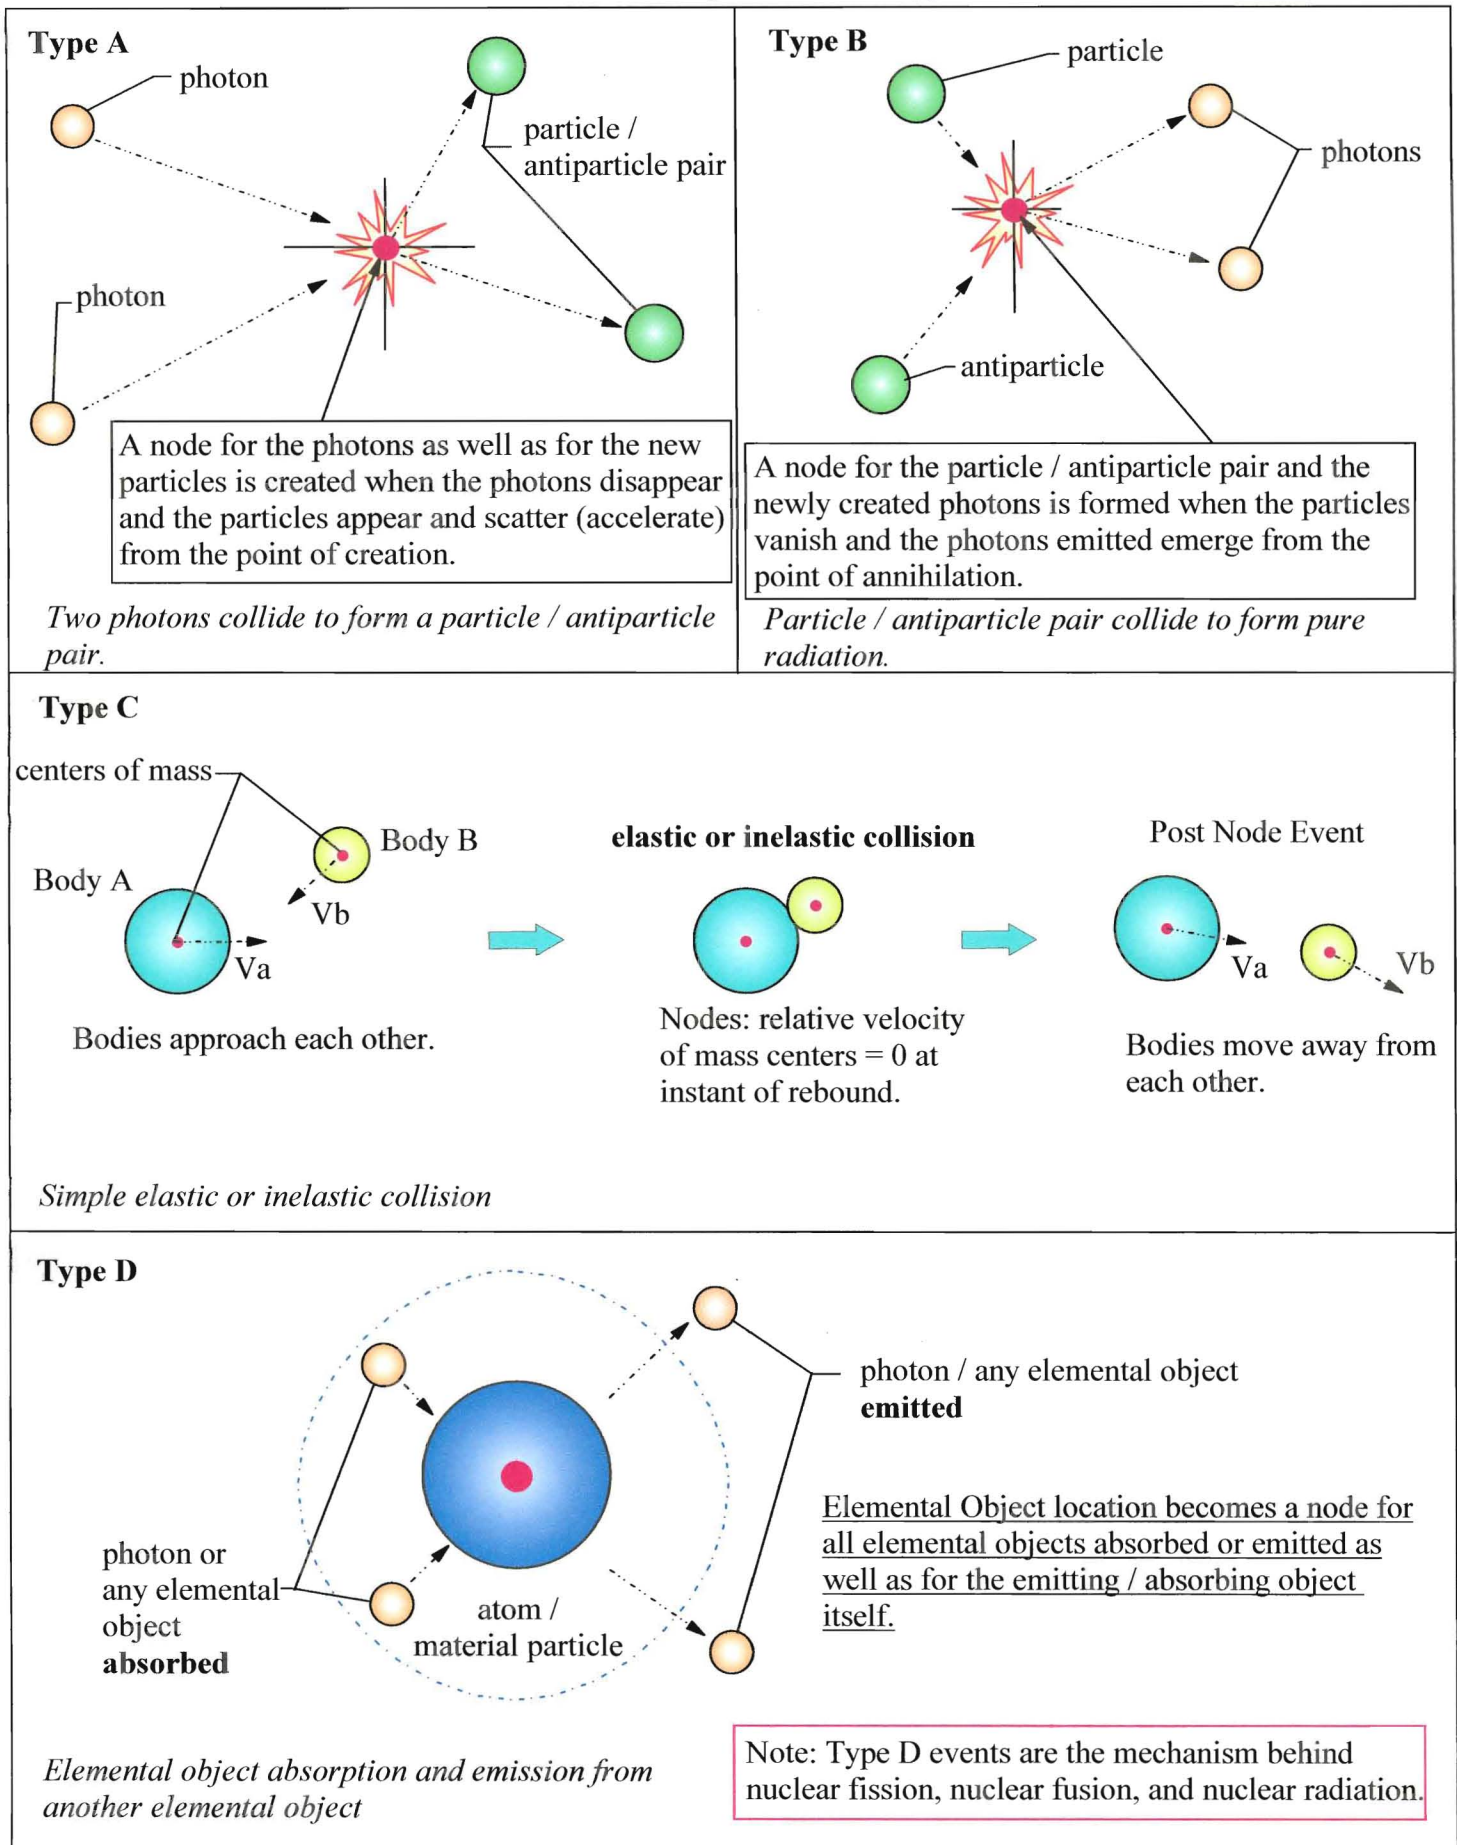 Type A
photon
particle /
antiparticle pair
photon
A node for the photons as well as for the new
particles is created when the photons disappear
and the particles appear and scatter (accelerate)
from the point of creation.
Two photons collide to form a particle / antiparticle
pair.
Type B
particle
photons
antiparticle
A node for the particle / antiparticle pair and the
newly created photons is formed when the particles
vanish and the photons emitted emerge from the
point of annihilation.
Particle / antiparticle pair collide to form pure
radiation.
Type C
centers of mass
Body B
Body A
Vb
Va
Bodies approach each other.
elastic or inelastic collision
Nodes: relative velocity
of mass centers = 0 at
instant of rebound.
Post Node Event
Va
Vb
Bodies move away from
each other.
Simple elastic or inelastic collision
Type D
photon / any elemental object
emitted
Elemental Object location becomes a node for
all elemental objects absorbed or emitted as
well as for the emitting / absorbing object
itself.
photon or
any elemental
object
absorbed
atom /
material particle
Elemental object absorption and emission from
another elemental object
Note: Type D events are the mechanism behind
nuclear fission, nuclear fusion, and nuclear radiation.